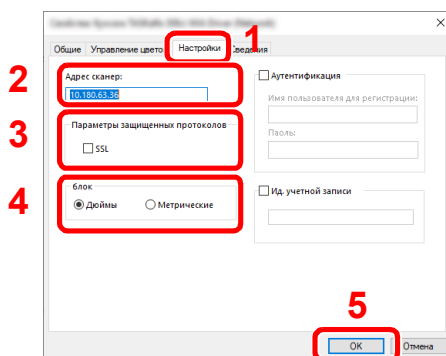 1
Общие Управление цвето Настройки Сведения
2
Адрес сканер:
10.180.63.36
Аутентификация
Имя пользователя для регистрации:
Пароль:
3
Параметры защищенных протоколов
SSL
4
блок
Дюймы Метрические
Ид. учетной записи
5
OK Отмена